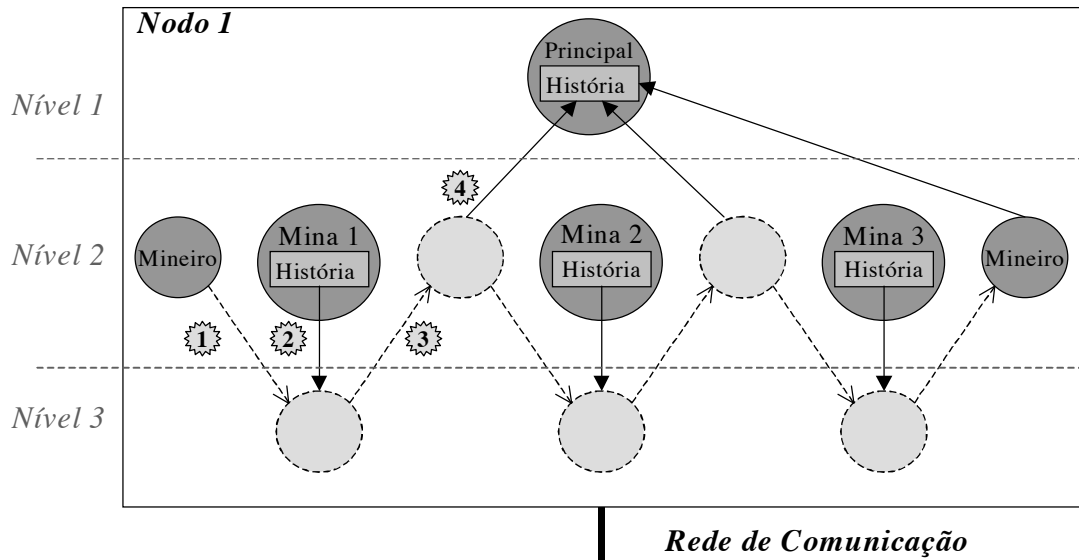 Nodo 1
Principal
História
Nível 1
4
Nível 2
Mineiro
Mina 1
História
Mina 2
História
Mina 3
História
Mineiro
1
2
3
Nível 3
Rede de Comunicação